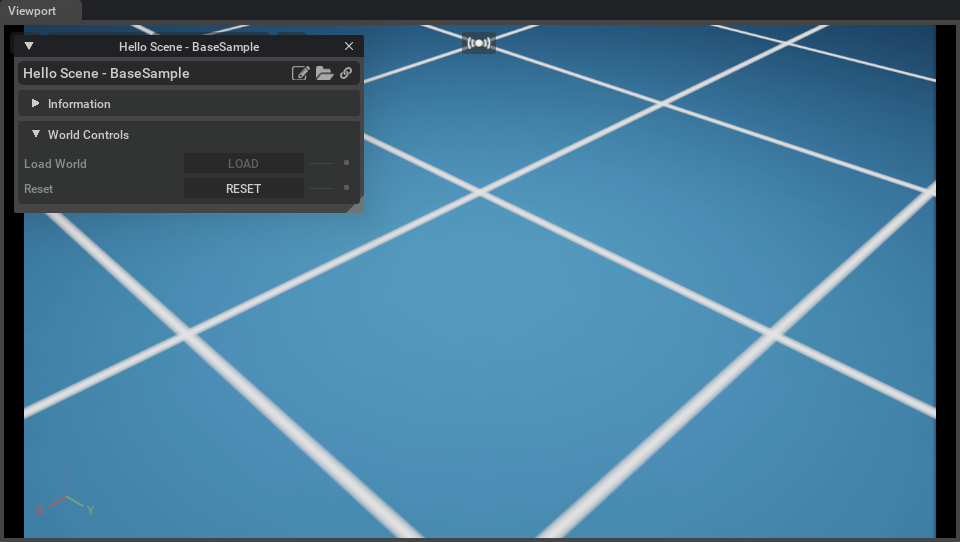 Viewport
Hello Scene - BaseSample
Hello Scene - BaseSample
Information
World Controls
Load World LOAD
Reset RESET
X Y